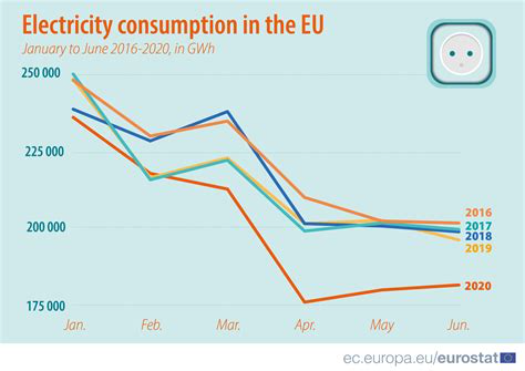 Electricity consumption in the EU
January to June 2016-2020, in GWh
250 000
225 000
200 000
175 000
2016
2017
2018
2019
2020
Jan. Feb. Mar. Apr. May Jun.
ec.europa.eu/eurostat